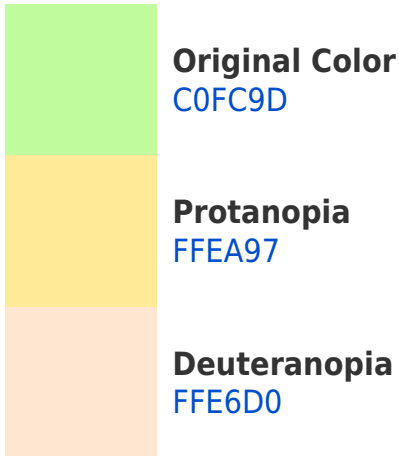 Original Color
C0FC9D
Protanopia
FFEA97
Deuteranopia
FFE6D0